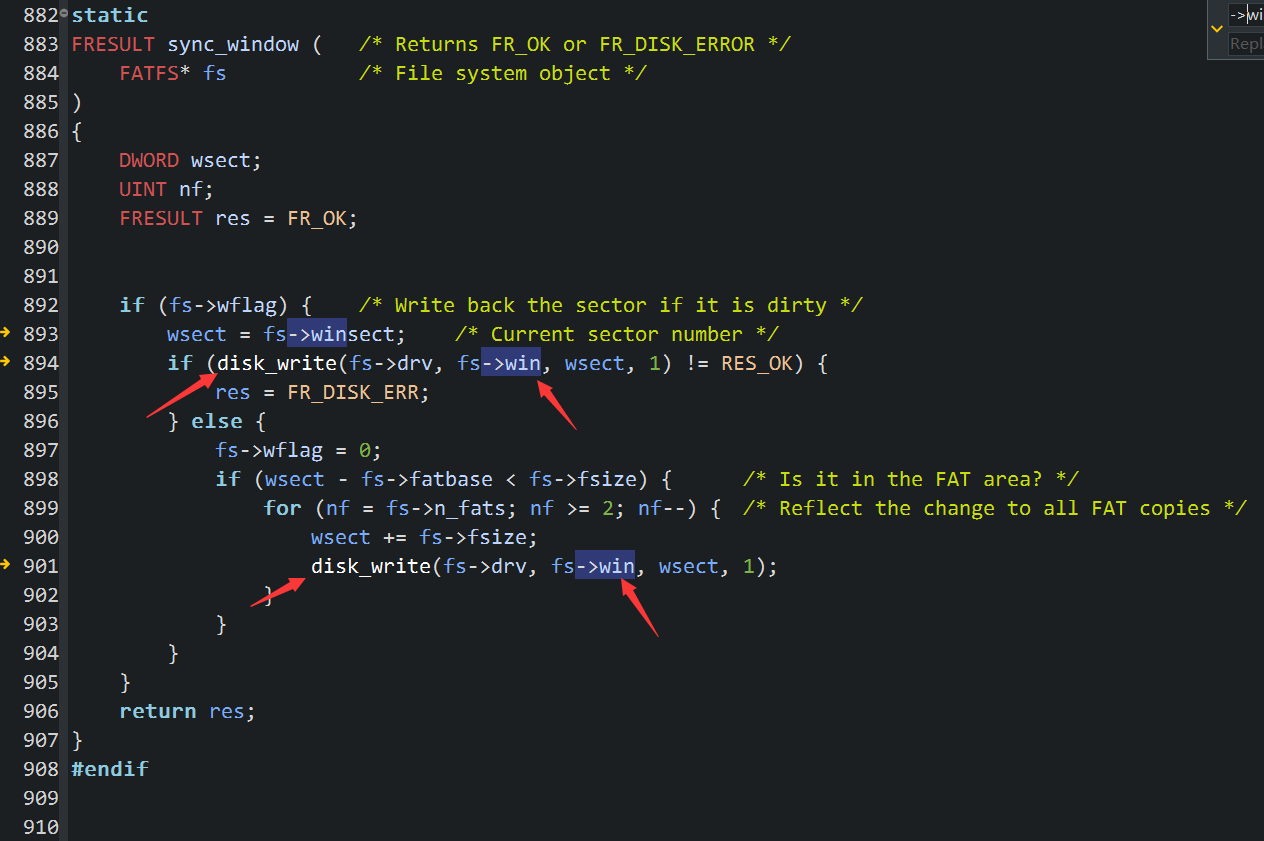 ->wi
Repl
882 static
883 FRESULT sync_window (   /* Returns FR_OK or FR_DISK_ERROR */
884     FATFS* fs           /* File system object */
885 )
886 {
887     DWORD wsect;
888     UINT nf;
889     FRESULT res = FR_OK;
890
891
892     if (fs->wflag) {    /* Write back the sector if it is dirty */
893         wsect = fs->winsect;    /* Current sector number */
894         if (disk_write(fs->drv, fs->win, wsect, 1) != RES_OK) {
895             res = FR_DISK_ERR;
896         } else {
897             fs->wflag = 0;
898             if (wsect - fs->fatbase < fs->fsize) {      /* Is it in the FAT area? */
899                 for (nf = fs->n_fats; nf >= 2; nf--) {  /* Reflect the change to all FAT copies */
900                     wsect += fs->fsize;
901                     disk_write(fs->drv, fs->win, wsect, 1);
902                 }
903             }
904         }
905     }
906     return res;
907 }
908 #endif
909
910